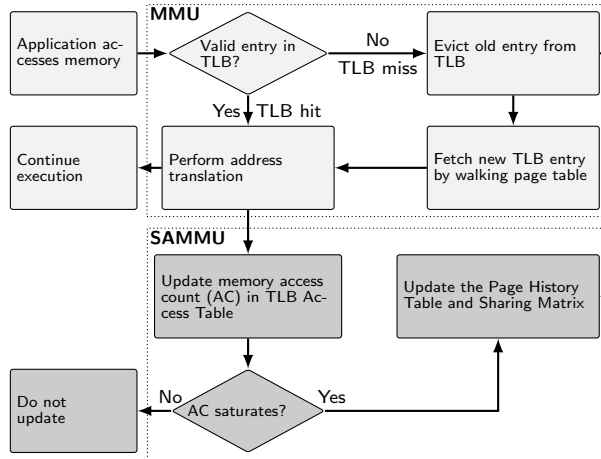 MMU
Application ac-
cesses memory
Valid entry in
TLB?
No
TLB miss
Evict old entry from
TLB
Yes
TLB hit
Continue
execution
Perform address
translation
Fetch new TLB entry
by walking page table
SAMMU
Update memory access
count (AC) in TLB Ac-
cess Table
Update the Page History
Table and Sharing Matrix
Do not
update
No
AC saturates?
Yes